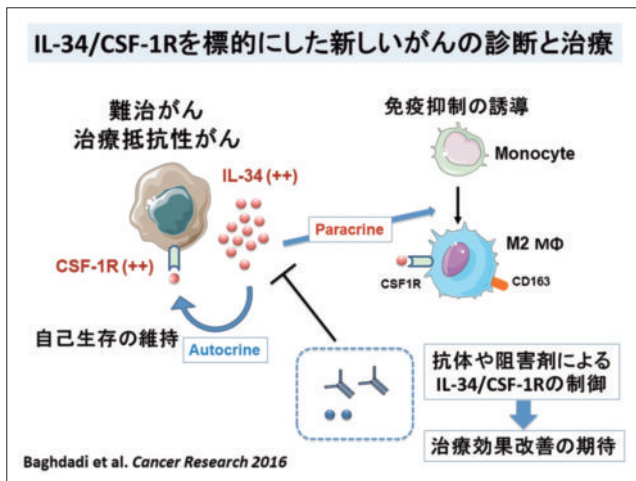 IL-34/CSF-1Rを標的にした新しいがんの診断と治療
難治がん
治療抵抗性がん
IL-34 (++)
CSF-1R (++)
自己生存の維持
Autocrine
Paracrine
免疫抑制の誘導
Monocyte
M2 MΦ
CSF1R
CD163
抗体や阻害剤による
IL-34/CSF-1Rの制御
治療効果改善の期待
Baghdadi et al. Cancer Research 2016